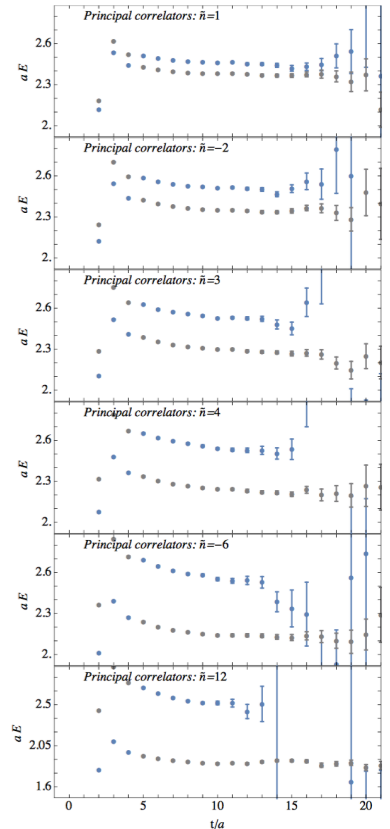 Principal correlators: ñ=1
2.6
2.3
2.
a E
Principal correlators: ñ=-2
2.6
2.3
2.
a E
Principal correlators: ñ=3
2.6
2.3
2.
a E
Principal correlators: ñ=4
2.6
2.3
2.
a E
Principal correlators: ñ=-6
2.6
2.3
2.
a E
Principal correlators: ñ=12
2.5
2.05
1.6
a E
0 5 10 15 20
t/a